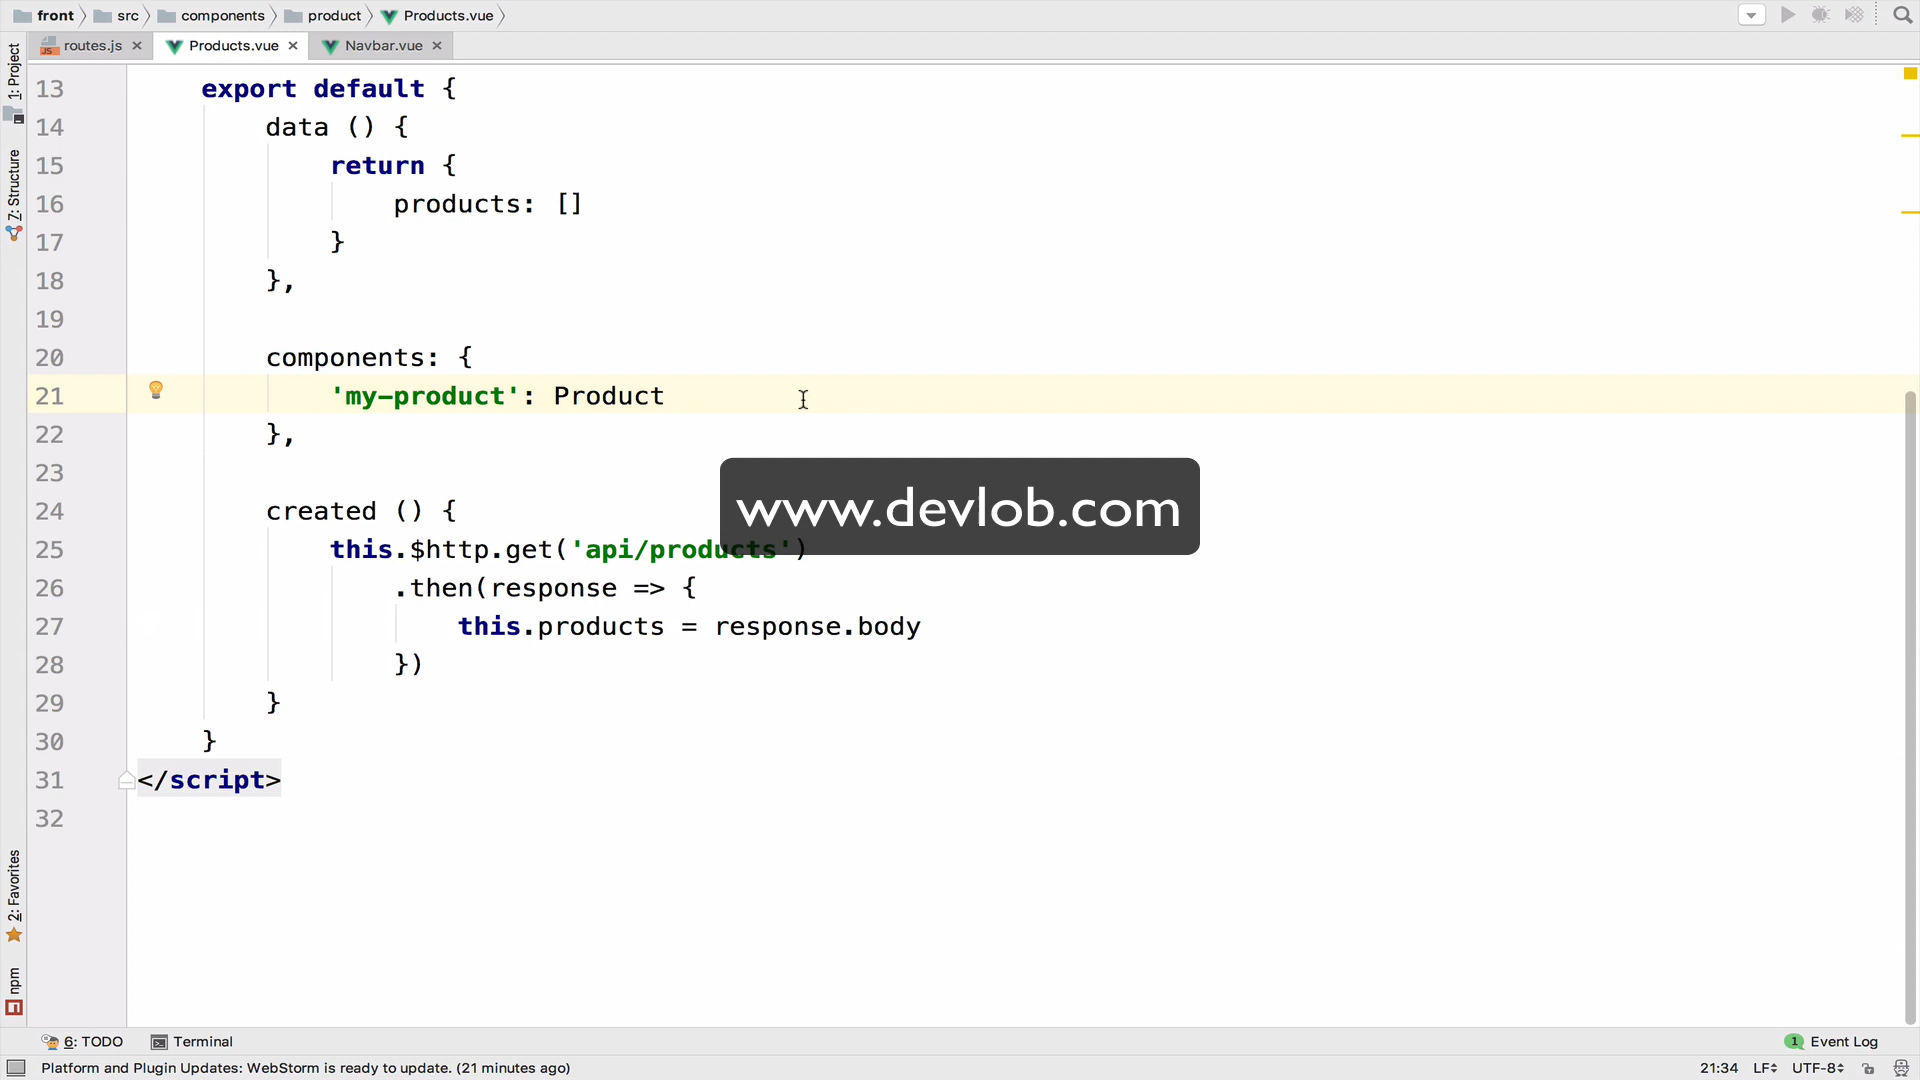 front src components product Products.vue
routes.js Products.vue Navbar.vue
1: Project
7: Structure
2: Favorites
npm
13 export default {
14 data () {
15 return {
16 products: []
17 }
18 },
19
20 components: {
21 'my-product': Product
22 },
23
24 created () {
25 this.$http.get('api/products')
26 .then(response => {
27 this.products = response.body
28 })
29 }
30 }
31 </script>
32
www.devlob.com
6: TODO Terminal 1 Event Log
Platform and Plugin Updates: WebStorm is ready to update. (21 minutes ago) 21:34 LF UTF-8